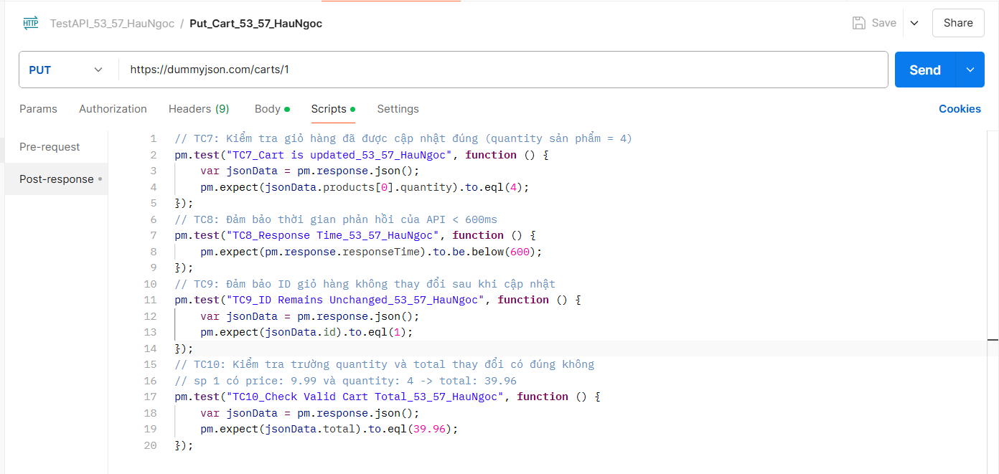 HTTP TestAPI_53_57_HauNgoc / Put_Cart_53_57_HauNgoc Save Share
PUT https://dummyjson.com/carts/1 Send
Params Authorization Headers (9) Body Scripts Settings Cookies
Pre-request
Post-response
1 // TC7: Kiểm tra giỏ hàng đã được cập nhật đúng (quantity sản phẩm = 4)
2 pm.test("TC7_Cart is updated_53_57_HauNgoc", function () {
3 var jsonData = pm.response.json();
4 pm.expect(jsonData.products[0].quantity).to.eql(4);
5 });
6 // TC8: Đảm bảo thời gian phản hồi của API < 600ms
7 pm.test("TC8_Response Time_53_57_HauNgoc", function () {
8 pm.expect(pm.response.responseTime).to.be.below(600);
9 });
10 // TC9: Đảm bảo ID giỏ hàng không thay đổi sau khi cập nhật
11 pm.test("TC9_ID Remains Unchanged_53_57_HauNgoc", function () {
12 var jsonData = pm.response.json();
13 pm.expect(jsonData.id).to.eql(1);
14 });
15 // TC10: Kiểm tra trường quantity và total thay đổi có đúng không
16 // sp 1 có price: 9.99 và quantity: 4 -> total: 39.96
17 pm.test("TC10_Check Valid Cart Total_53_57_HauNgoc", function () {
18 var jsonData = pm.response.json();
19 pm.expect(jsonData.total).to.eql(39.96);
20 });